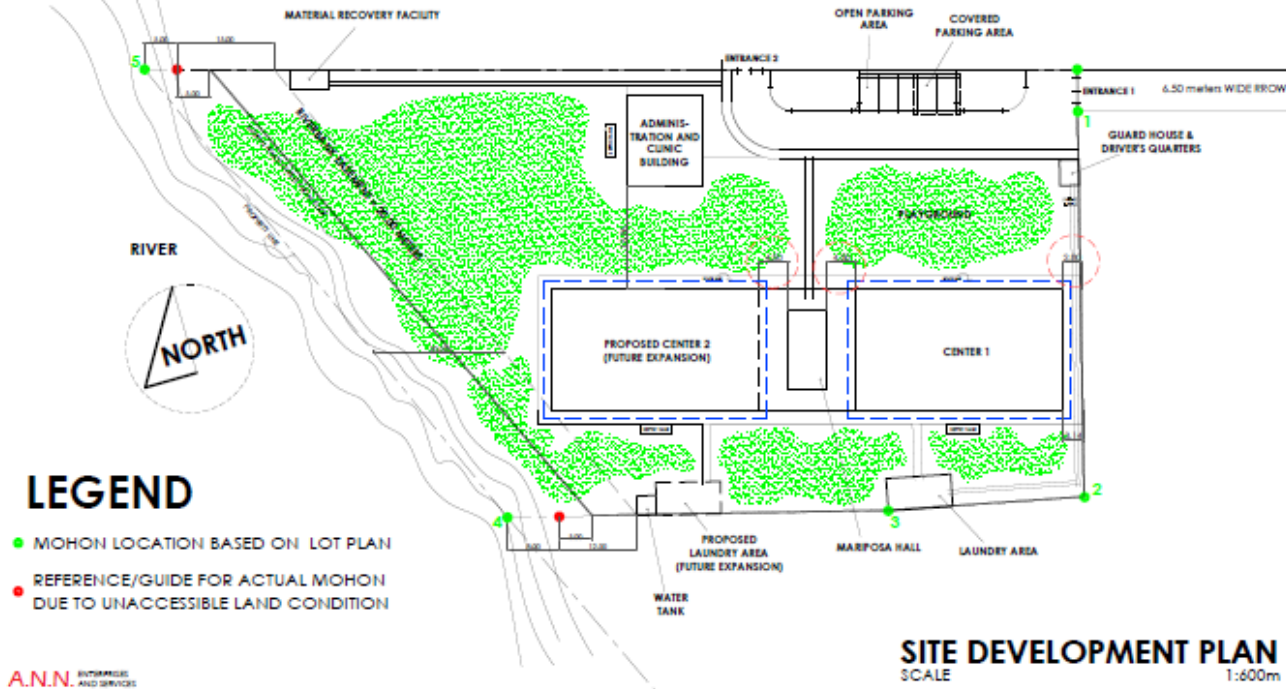 MATERIAL RECOVERY FACILITY
OPEN PARKING
AREA
COVERED
PARKING AREA
5
ENTRANCE 2
ENTRANCE 1
6.50 meters WIDE RROW
1
GUARD HOUSE &
DRIVER'S QUARTERS
ADMINIS-
TRATION AND
CLINIC
BUILDING
PLAYGROUND
RIVER
NORTH
PROPOSED CENTER 2
(FUTURE EXPANSION)
CENTER 1
LEGEND
MOHON LOCATION BASED ON LOT PLAN
REFERENCE/GUIDE FOR ACTUAL MOHON
DUE TO UNACCESSIBLE LAND CONDITION
4
3
2
PROPOSED
LAUNDRY AREA
(FUTURE EXPANSION)
MARIPOSA HALL
LAUNDRY AREA
WATER
TANK
A.N.N. ENTERPRISES
AND SERVICES
SITE DEVELOPMENT PLAN
SCALE 1:600m